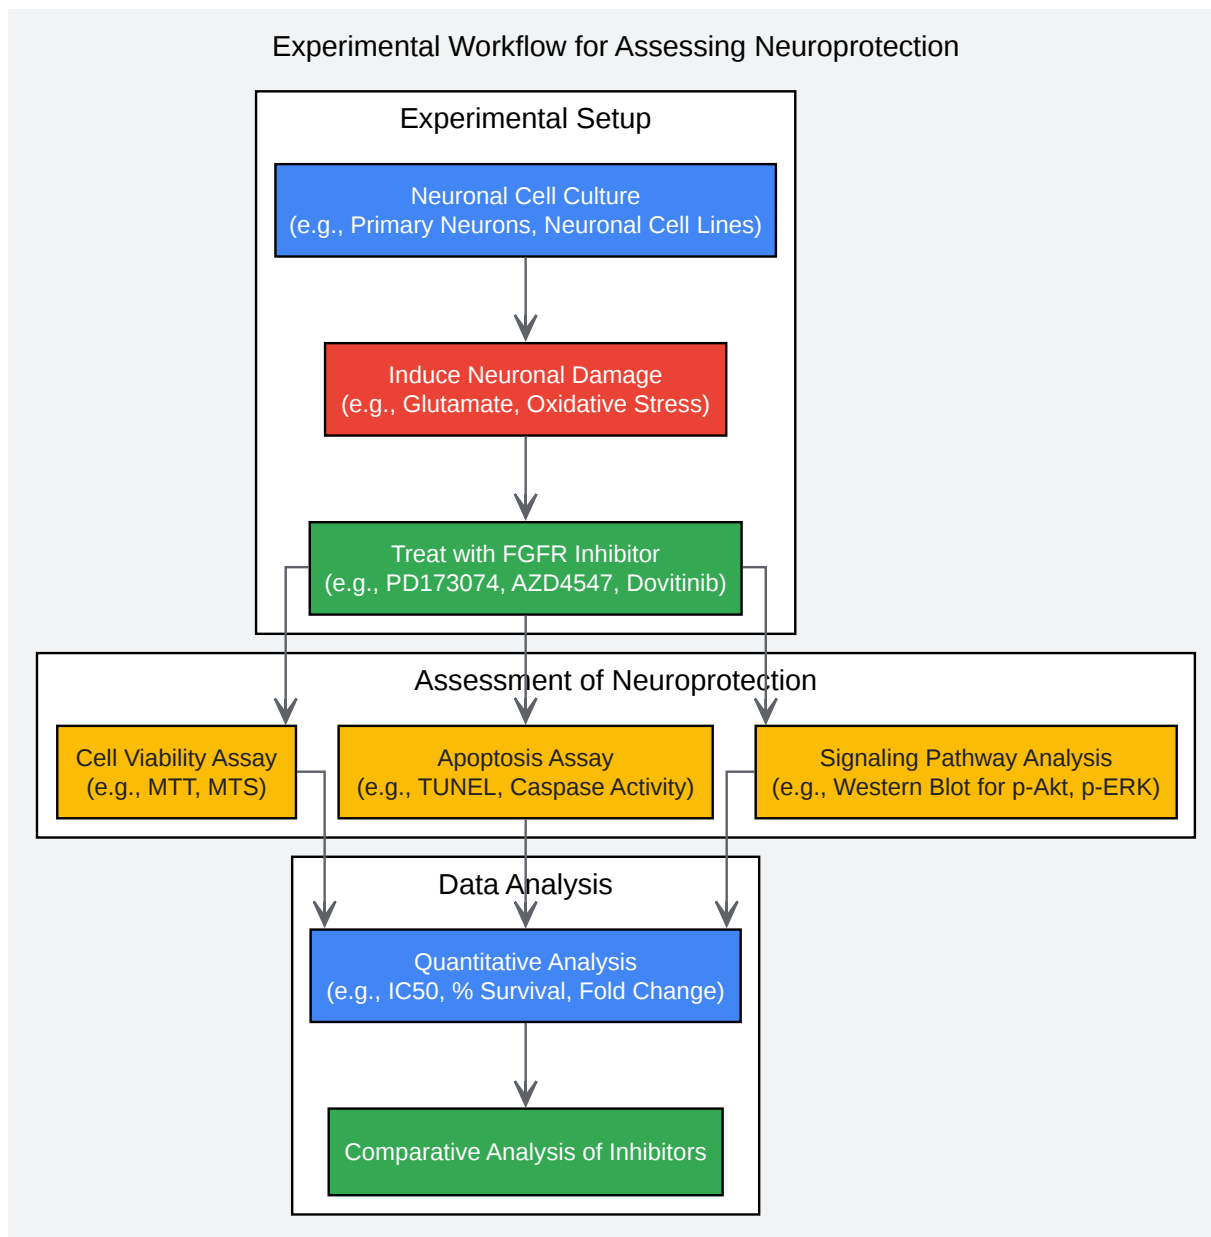 Experimental Workflow for Assessing Neuroprotection
Experimental Setup
Neuronal Cell Culture
(e.g., Primary Neurons, Neuronal Cell Lines)
Induce Neuronal Damage
(e.g., Glutamate, Oxidative Stress)
Treat with FGFR Inhibitor
(e.g., PD173074, AZD4547, Dovitinib)
Assessment of Neuroprotection
Cell Viability Assay
(e.g., MTT, MTS)
Apoptosis Assay
(e.g., TUNEL, Caspase Activity)
Signaling Pathway Analysis
(e.g., Western Blot for p-Akt, p-ERK)
Data Analysis
Quantitative Analysis
(e.g., IC50, % Survival, Fold Change)
Comparative Analysis of Inhibitors